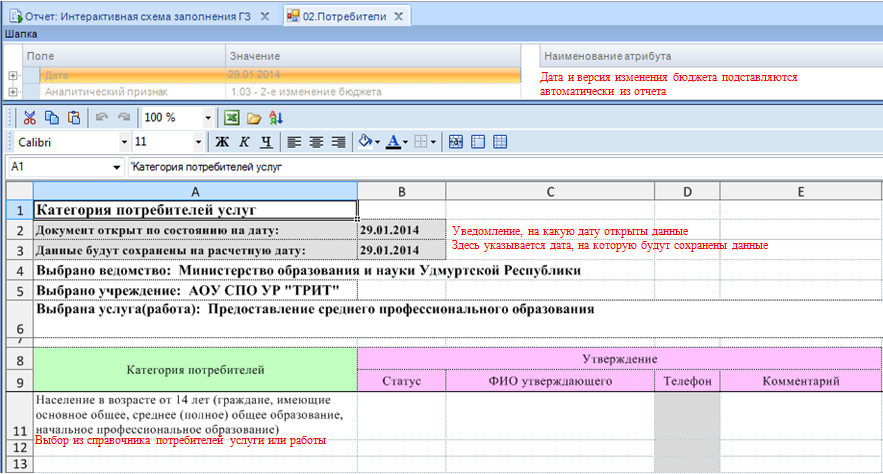 Отчет: Интерактивная схема заполнения ГЗ X 02.Потребители X
Шапка
Поле Значение Наименование атрибута
Дата 29.01.2014 Дата и версия изменения бюджета подставляются
Аналитический признак 1.03 - 2-е изменение бюджета автоматически из отчета
100 %
Calibri 11 Ж К Ч
A1 'Категория потребителей услуг
A B C D E
1 Категория потребителей услуг
2 Документ открыт по состоянию на дату: 29.01.2014 Уведомление, на какую дату открыты данные
3 Данные будут сохранены на расчетную дату: 29.01.2014 Здесь указывается дата, на которую будут сохранены данные
4 Выбрано ведомство: Министерство образования и науки Удмуртской Республики
5 Выбрано учреждение: АОУ СПО УР "ТРИТ"
Выбрана услуга(работа): Предоставление среднего профессионального образования
6
7
8 Категория потребителей Утверждение
9 Статус ФИО утверждающего Телефон Комментарий
Население в возрасте от 14 лет (граждане, имеющие
основное общее, среднее (полное) общее образование,
11 начальное профессиональное образование)
12 Выбор из справочника потребителей услуги или работы
13